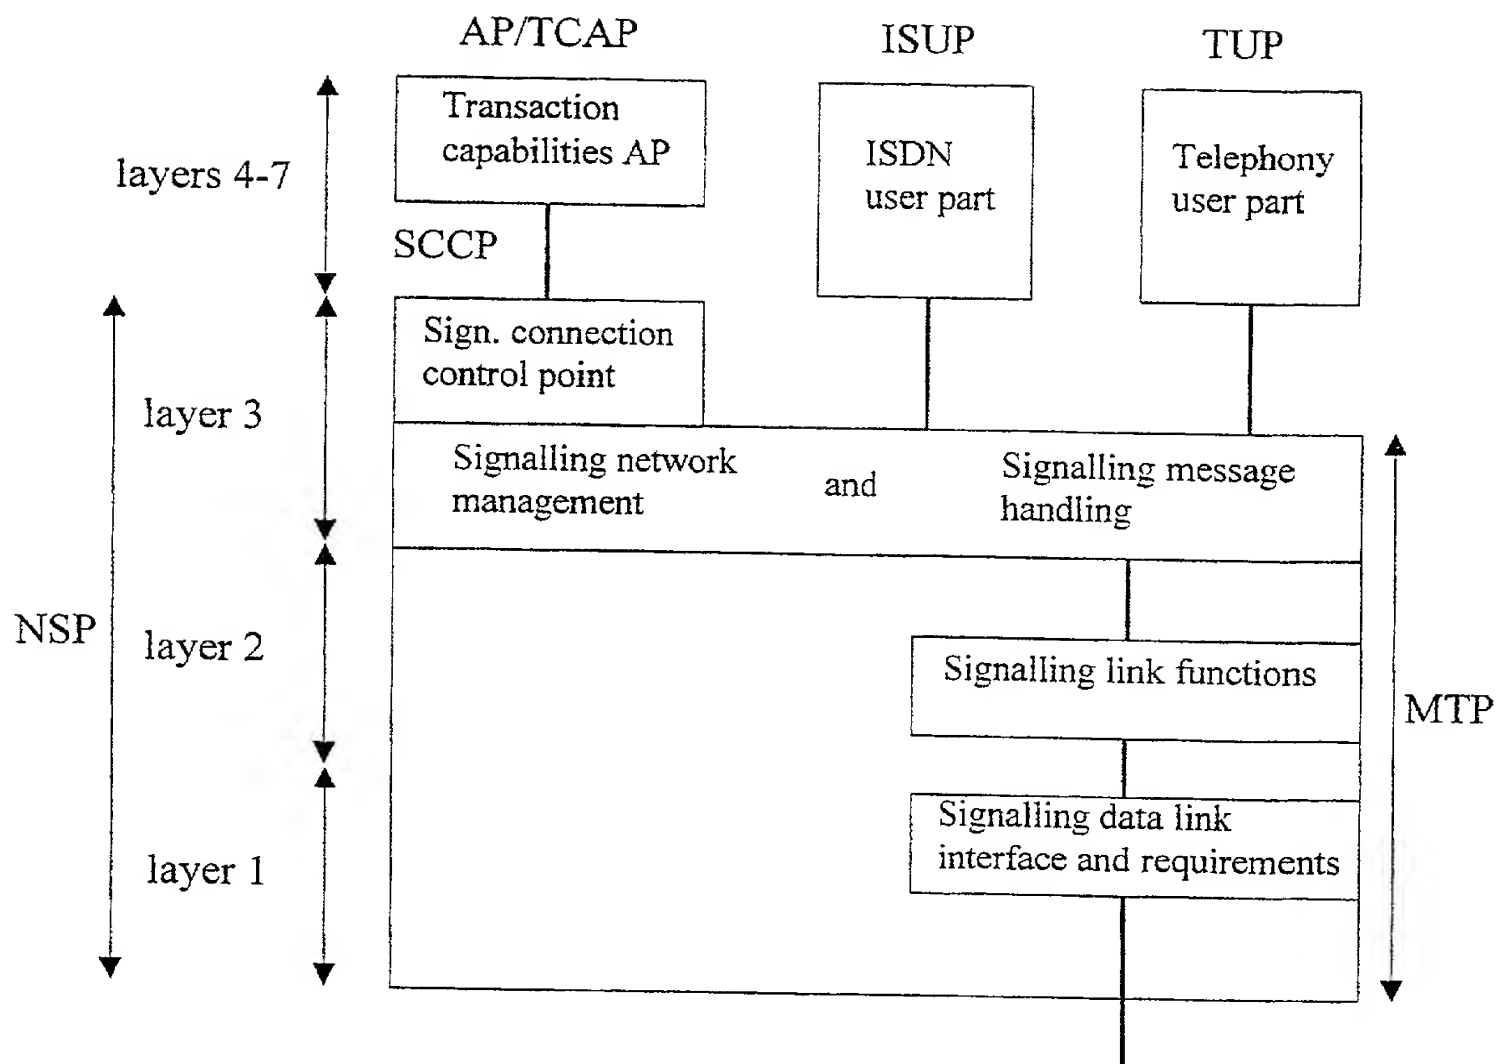 AP/TCAP
ISUP
TUP
Transaction
capabilities AP
ISDN
user part
Telephony
user part
layers 4-7
SCCP
Sign. connection
control point
layer 3
Signalling network
management
and
Signalling message
handling
NSP
layer 2
Signalling link functions
MTP
layer 1
Signalling data link
interface and requirements